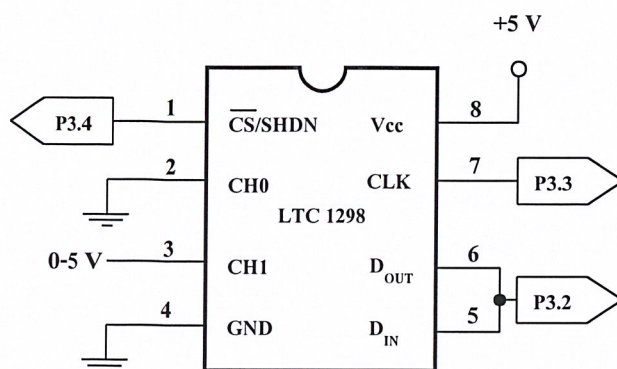 +5 V
P3.4
1
CS/SHDN
Vcc
8
2
CH0
CLK
7
P3.3
LTC 1298
0-5 V
3
CH1
DOUT
6
P3.2
4
GND
DIN
5